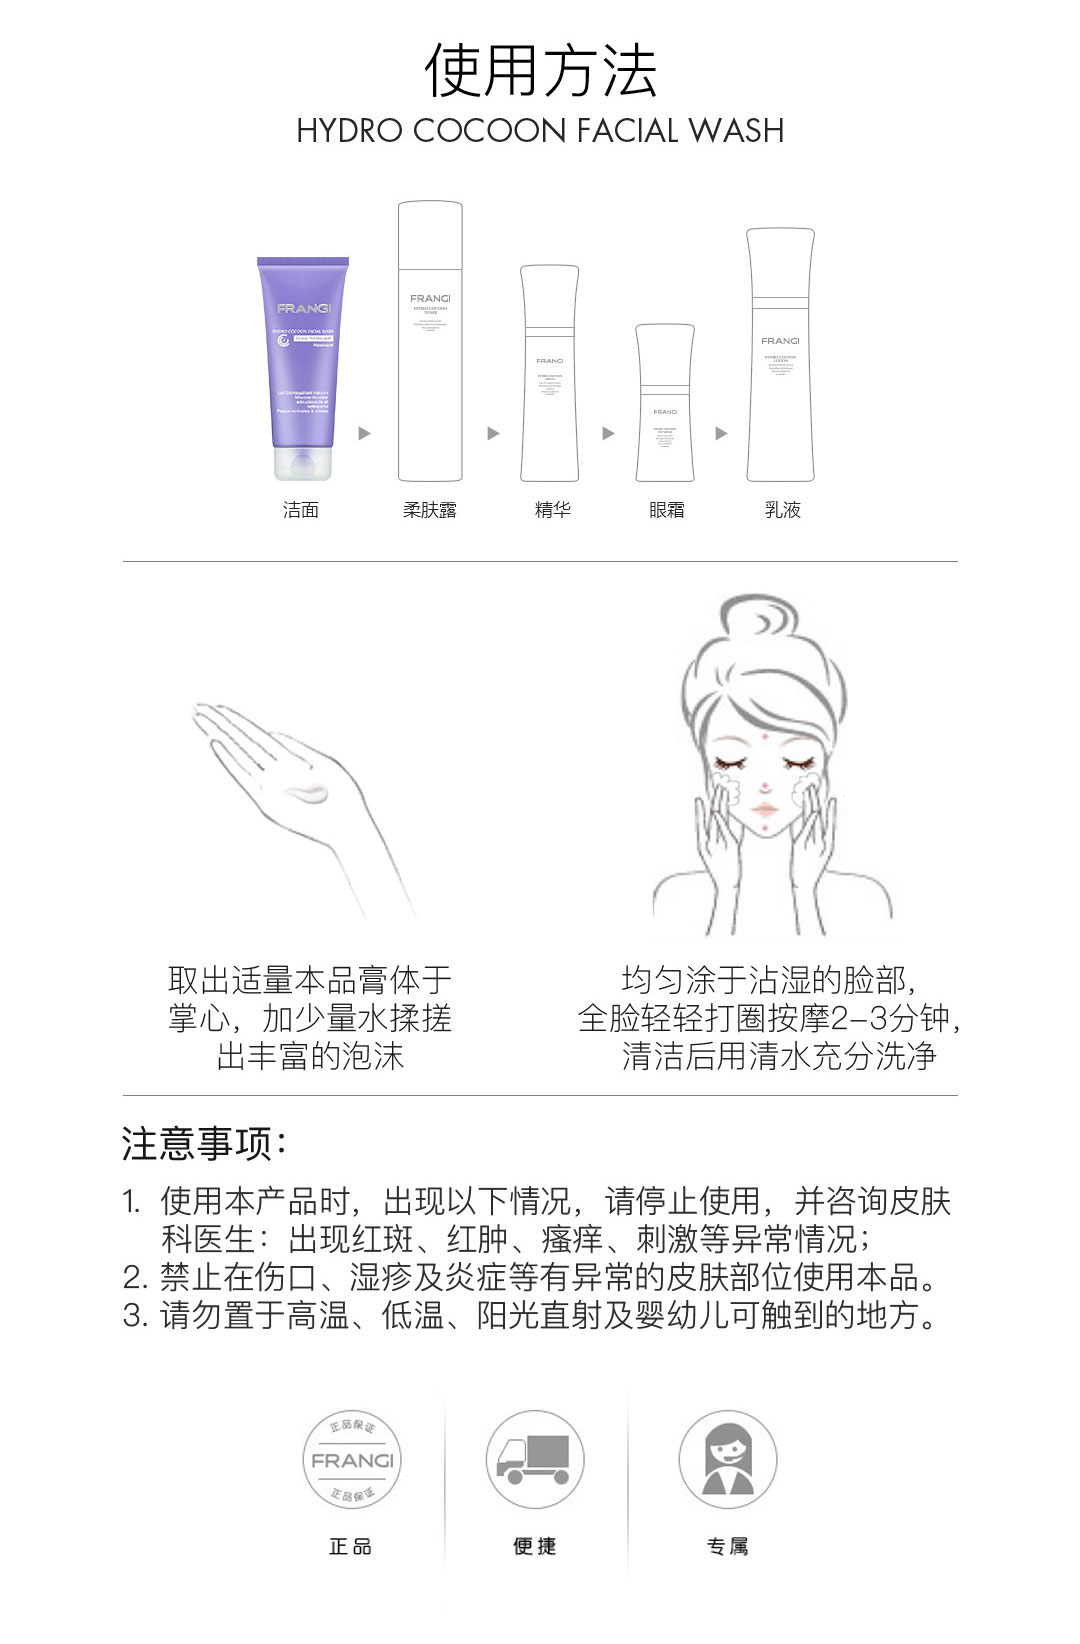 使用方法
HYDRO COCOON FACIAL WASH
FRANGI
HYDRO COCOON FACIAL WASH
FRANGI
HYDRO COCOON
TONER
FRANGI
HYDRO COCOON
FRANGI
FRANGI
HYDRO COCOON
LOTION
洁面
柔肤露
精华
眼霜
乳液
取出适量本品膏体于
掌心，加少量水揉搓
出丰富的泡沫
均匀涂于沾湿的脸部，
全脸轻轻打圈按摩2-3分钟，
清洁后用清水充分洗净
注意事项：
1. 使用本产品时，出现以下情况，请停止使用，并咨询皮肤
科医生：出现红斑、红肿、瘙痒、刺激等异常情况；
2. 禁止在伤口、湿疹及炎症等有异常的皮肤部位使用本品。
3. 请勿置于高温、低温、阳光直射及婴幼儿可触到的地方。
正品保证
FRANGI
正品保证
正品
便捷
专属